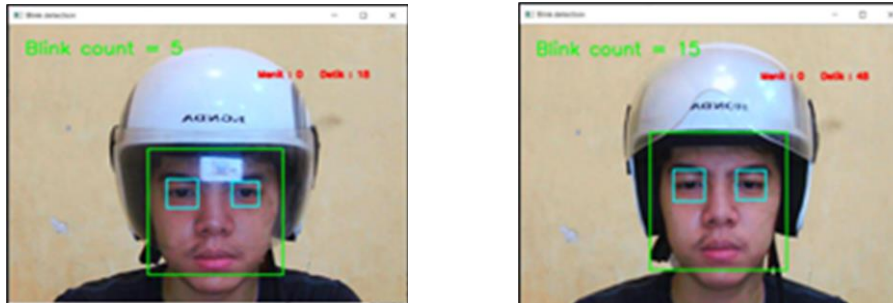 Blink detection
Blink count = 5
Menit : 0 Detik : 18
HONDA
Blink detection
Blink count = 15
Menit : 0 Detik : 48
HONDA